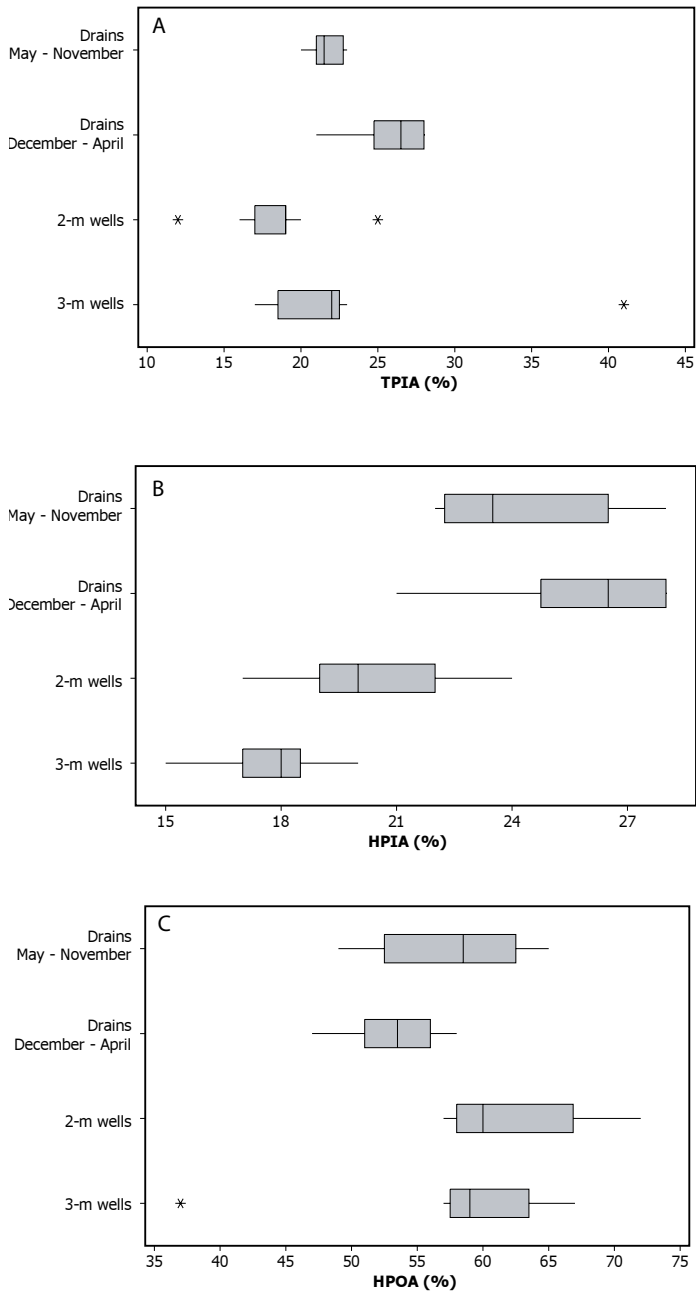 A
Drains
May - November
Drains
December - April
2-m wells
3-m wells
10 15 20 25 30 35 40 45
TPIA (%)
B
Drains
May - November
Drains
December - April
2-m wells
3-m wells
15 18 21 24 27
HPIA (%)
C
Drains
May - November
Drains
December - April
2-m wells
3-m wells
35 40 45 50 55 60 65 70 75
HPOA (%)